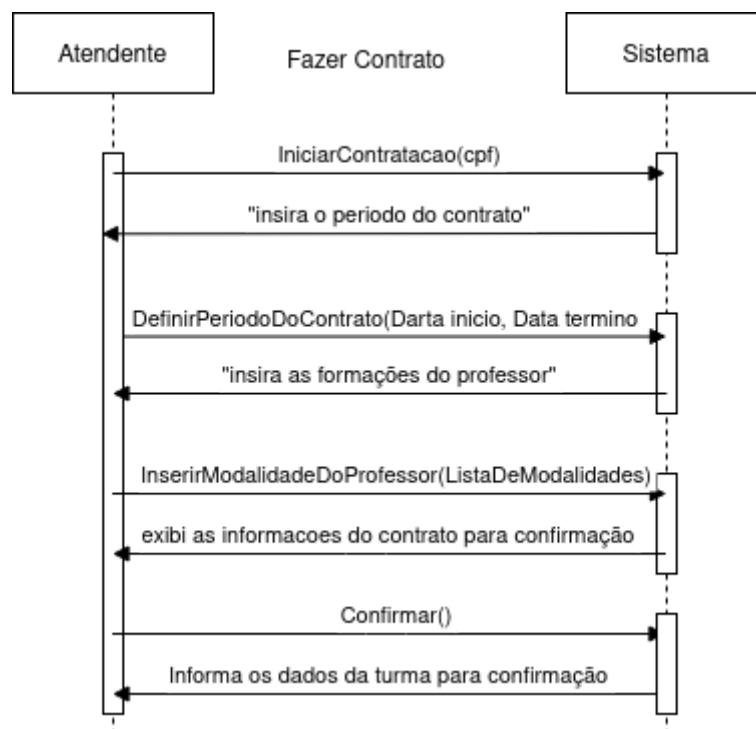 Atendente
Fazer Contrato
Sistema
IniciarContratacao(cpf)
"insira o periodo do contrato"
DefinirPeriodoDoContrato(Darta inicio, Data termino
"insira as formações do professor"
InserirModalidadeDoProfessor(ListaDeModalidades)
exibi as informacoes do contrato para confirmação
Confirmar()
Informa os dados da turma para confirmação